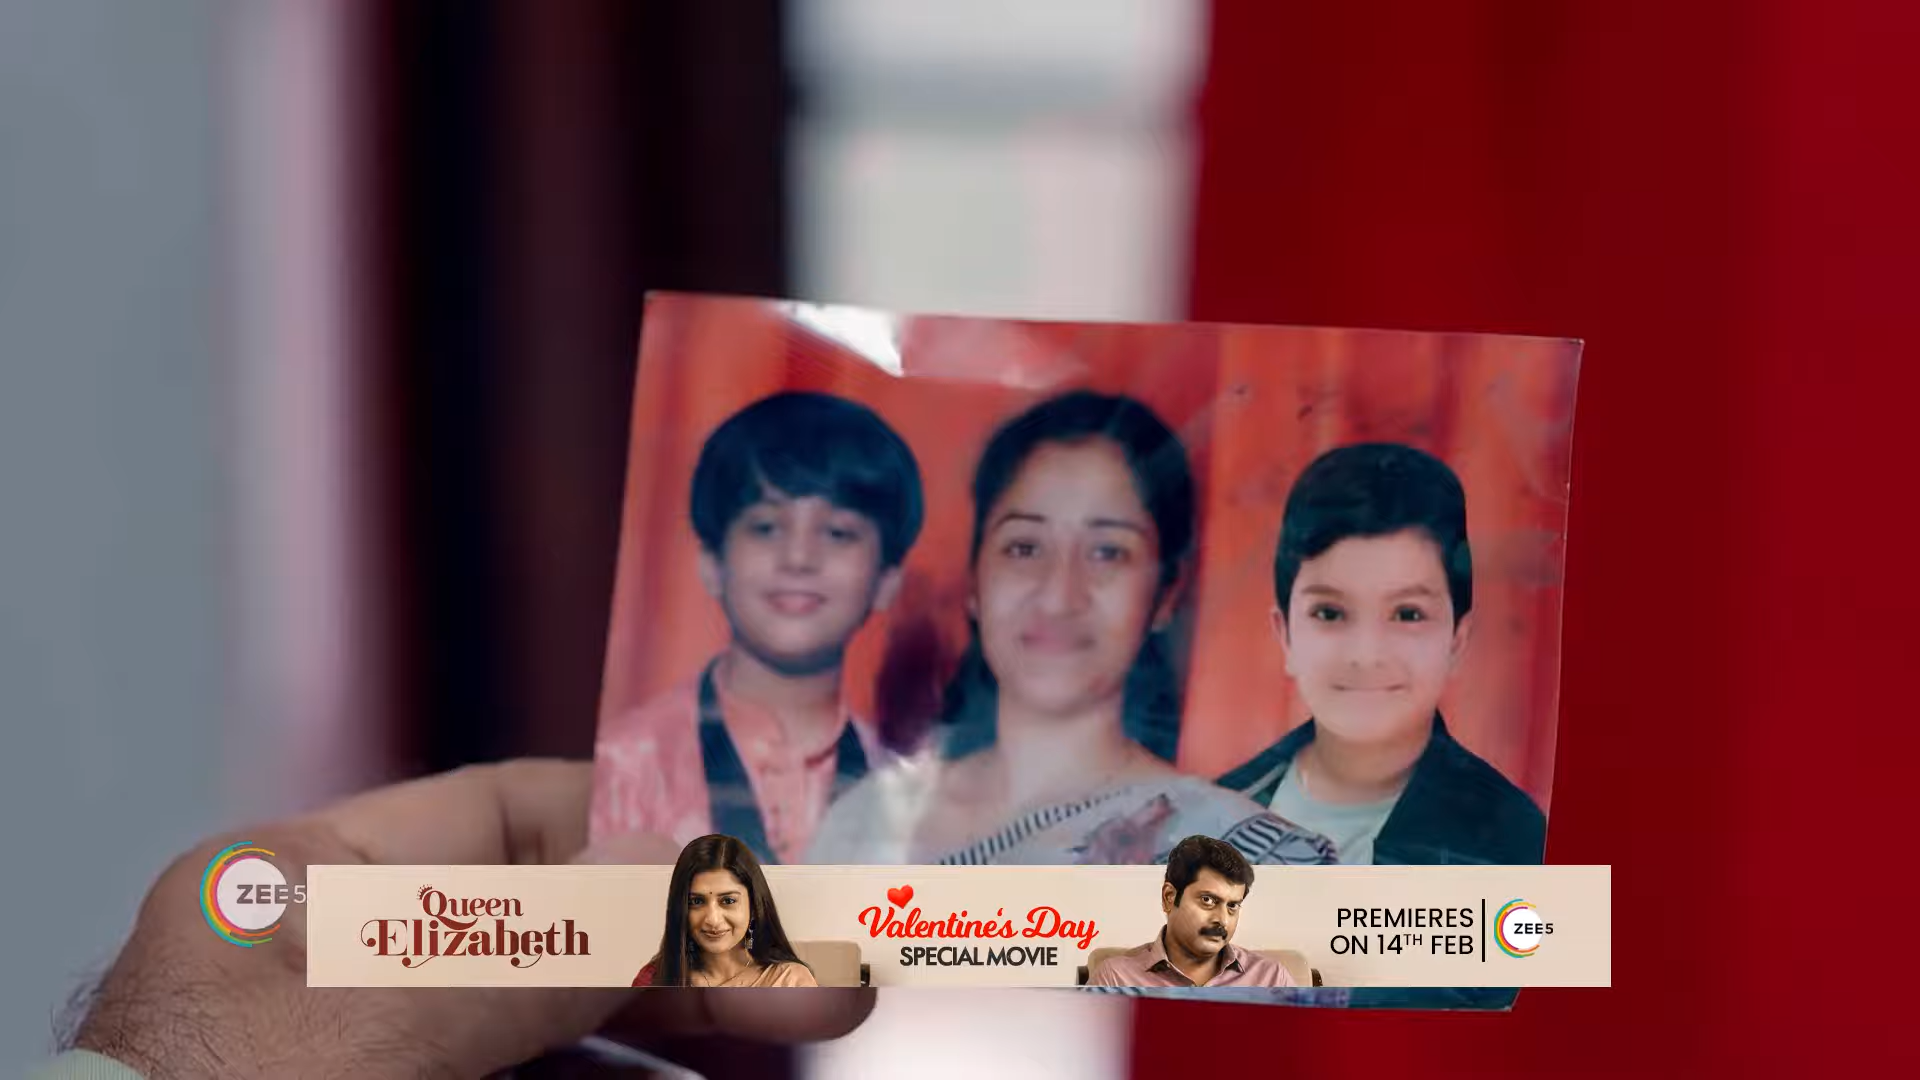 ZEE5
Queen
Elizabeth
Valentine's Day
SPECIAL MOVIE
PREMIERES
ON 14TH FEB
ZEE5